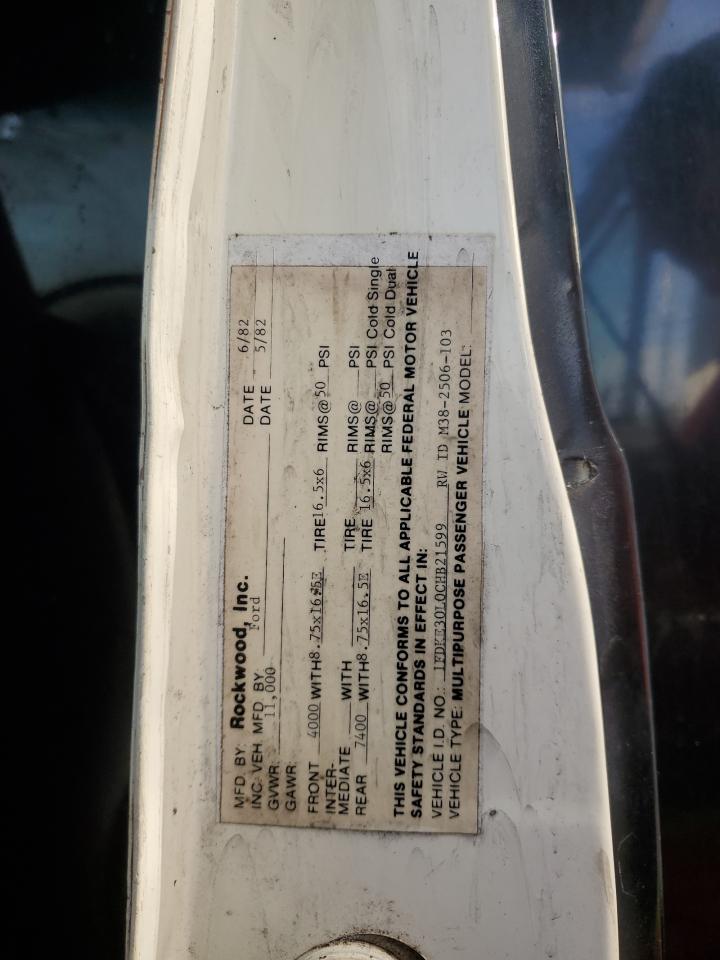 MFD. BY: Rockwood, Inc. DATE 6/82
INC. VEH. MFD. BY Ford DATE 5/82
GVWR: 11,000
GAWR:
FRONT 4000 WITH 8.75x16.5E TIRE 16.5x6 RIMS@ 50 PSI
INTER-
MEDIATE WITH TIRE RIMS@ PSI
REAR 7400 WITH 8.75x16.5E TIRE 16.5x6 RIMS@ PSI Cold Single
RIMS@ 50 PSI Cold Dual
THIS VEHICLE CONFORMS TO ALL APPLICABLE FEDERAL MOTOR VEHICLE
SAFETY STANDARDS IN EFFECT IN:
VEHICLE I.D. NO.: 1FDKE30L0CHB21599 RW ID M38-2506-103
VEHICLE TYPE: MULTIPURPOSE PASSENGER VEHICLE MODEL: